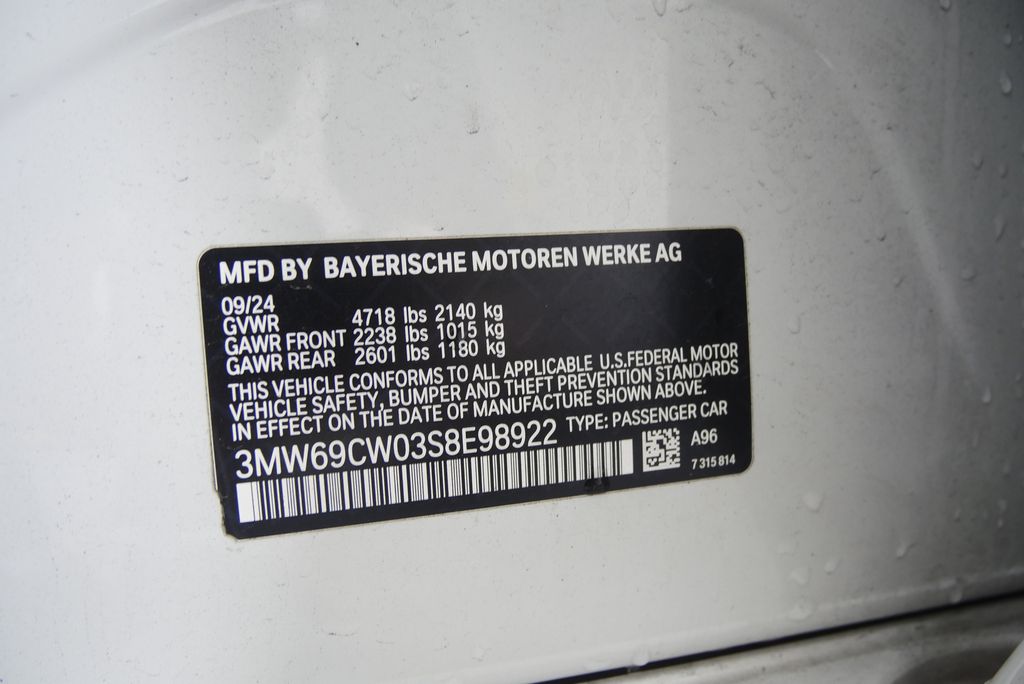 MFD BY BAYERISCHE MOTOREN WERKE AG
09/24
GVWR 4718 lbs 2140 kg
GAWR FRONT 2238 lbs 1015 kg
GAWR REAR 2601 lbs 1180 kg
THIS VEHICLE CONFORMS TO ALL APPLICABLE U.S.FEDERAL MOTOR
VEHICLE SAFETY, BUMPER AND THEFT PREVENTION STANDARDS
IN EFFECT ON THE DATE OF MANUFACTURE SHOWN ABOVE.
3MW69CW03S8E98922 TYPE: PASSENGER CAR
A96
7 315 814